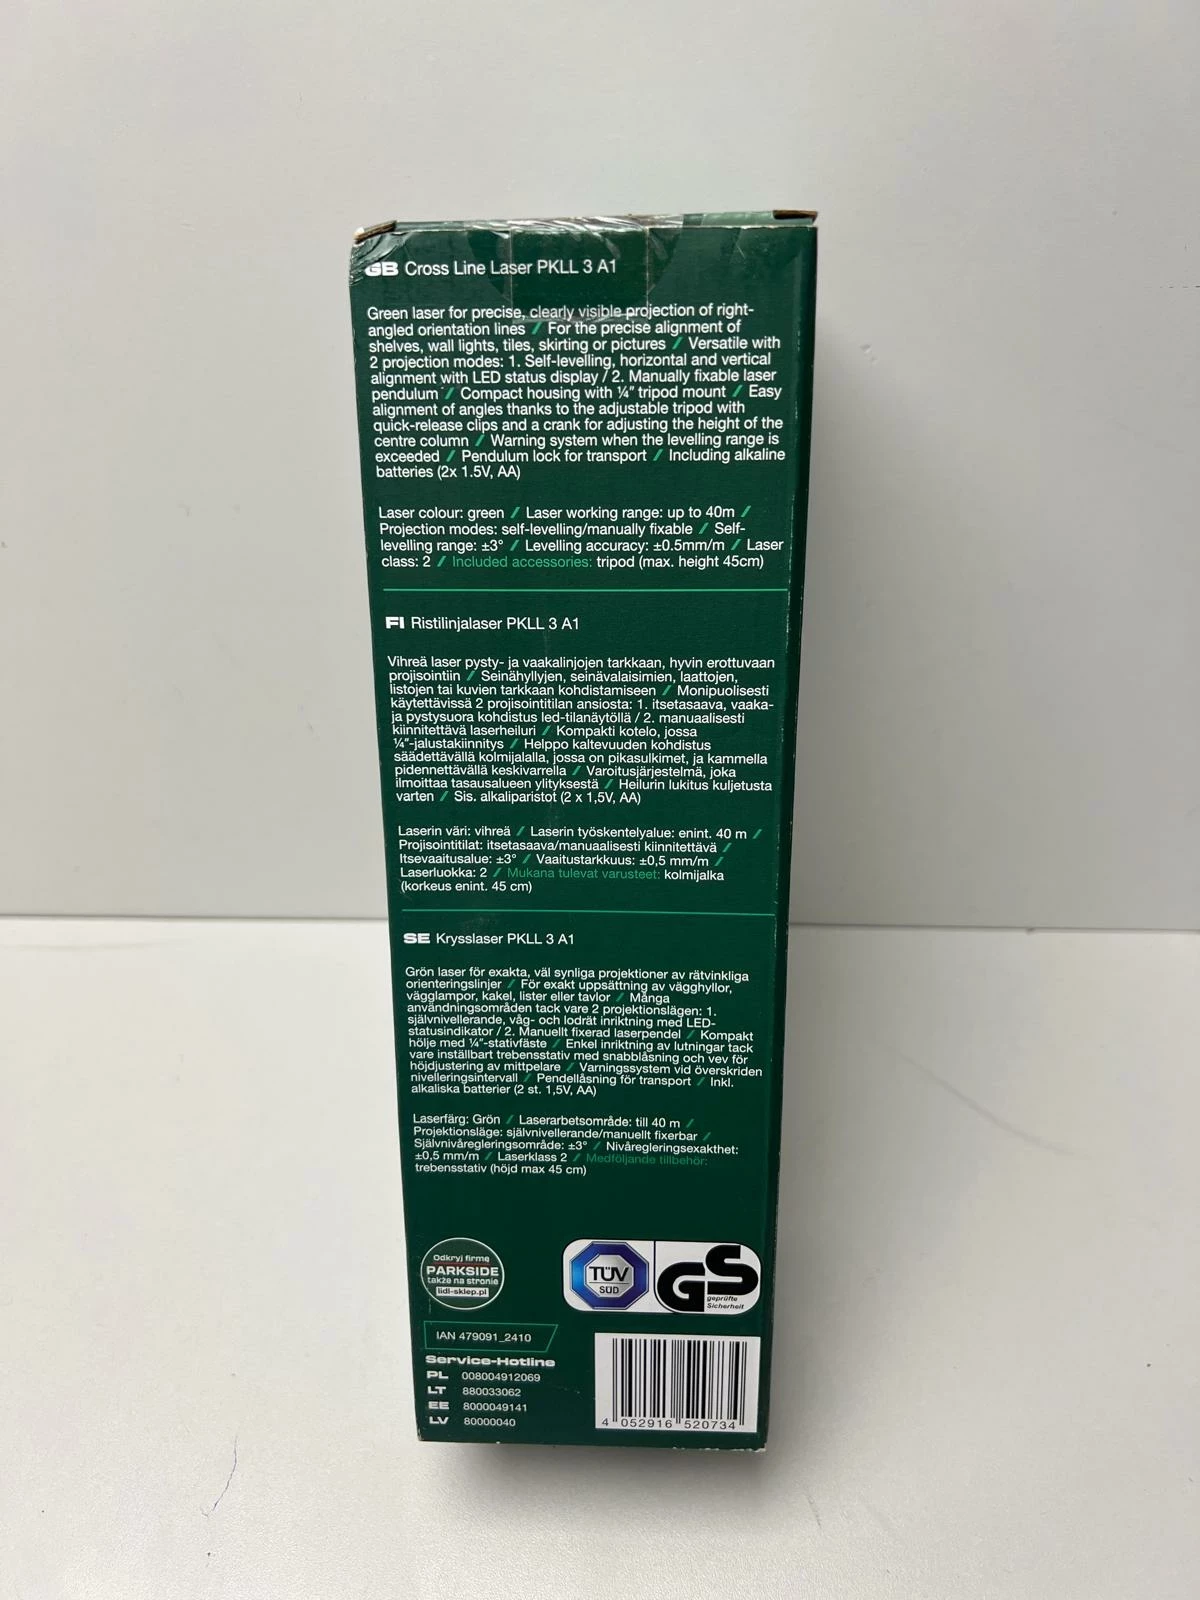 GB Cross Line Laser PKLL 3 A1
Green laser for precise, clearly visible projection of right-
angled orientation lines / For the precise alignment of
shelves, wall lights, tiles, skirting or pictures / Versatile with
2 projection modes: 1. Self-levelling, horizontal and vertical
alignment with LED status display / 2. Manually fixable laser
pendulum / Compact housing with ¼" tripod mount / Easy
alignment of angles thanks to the adjustable tripod with
quick-release clips and a crank for adjusting the height of the
centre column / Warning system when the levelling range is
exceeded / Pendulum lock for transport / Including alkaline
batteries (2x 1.5V, AA)
Laser colour: green / Laser working range: up to 40m /
Projection modes: self-levelling/manually fixable / Self-
levelling range: ±3° / Levelling accuracy: ±0.5mm/m / Laser
class: 2 / Included accessories: tripod (max. height 45cm)
FI Ristilinjalaser PKLL 3 A1
Vihreä laser pysty- ja vaakalinjojen tarkkaan, hyvin erottuvaan
projisointiin / Seinähyllyjen, seinävalaisimien, laattojen,
listojen tai kuvien tarkkaan kohdistamiseen / Monipuolisesti
käytettävissä 2 projisointitilan ansiosta: 1. itsetasaava, vaaka-
ja pystysuora kohdistus led-tilanäytöllä / 2. manuaalisesti
kiinnitettävä laserheiluri / Kompakti kotelo, jossa
¼"-jalustakiinnitys / Helppo kaltevuuden kohdistus
säädettävällä kolmijalalla, jossa on pikasulkimet, ja kammella
pidennettävällä keskivarrella / Varoitusjärjestelmä, joka
ilmoittaa tasausalueen ylityksestä / Heilurin lukitus kuljetusta
varten / Sis. alkaliparistot (2 x 1,5V, AA)
Laserin väri: vihreä / Laserin työskentelyalue: enint. 40 m /
Projisointitilat: itsetasaava/manuaalisesti kiinnitettävä /
Itsevaaitusalue: ±3° / Vaaitustarkkuus: ±0,5 mm/m /
Laserluokka: 2 / Mukana tulevat varusteet: kolmijalka
(korkeus enint. 45 cm)
SE Krysslaser PKLL 3 A1
Grön laser för exakta, väl synliga projektioner av rätvinkliga
orienteringslinjer / För exakt uppsättning av vägghyllor,
vägglampor, kakel, lister eller tavlor / Många
användningsområden tack vare 2 projektionslägen: 1.
självnivellerande, våg- och lodrät inriktning med LED-
statusindikator / 2. Manuellt fixerad laserpendel / Kompakt
hölje med ¼"-stativfäste / Enkel inriktning av lutningar tack
vare inställbart trebensstativ med snabblåsning och vev för
höjdjustering av mittpelare / Varningssystem vid överskriden
nivelleringsintervall / Pendellåsning för transport / Inkl.
alkaliska batterier (2 st. 1,5V, AA)
Laserfärg: Grön / Laserarbetsområde: till 40 m /
Projektionsläge: självnivellerande/manuellt fixerbar /
Självnivåregleringsområde: ±3° / Nivåregleringsexakthet:
±0,5 mm/m / Laserklass 2 / Medföljande tillbehör:
trebensstativ (höjd max 45 cm)
Odkryj firmę
PARKSIDE
także na stronie
lidl-sklep.pl
TÜV
SÜD
GS
geprüfte
Sicherheit
IAN 479091_2410
Service-Hotline
PL 008004912069
LT 880033062
EE 8000049141
LV 80000040
4 052916 520734